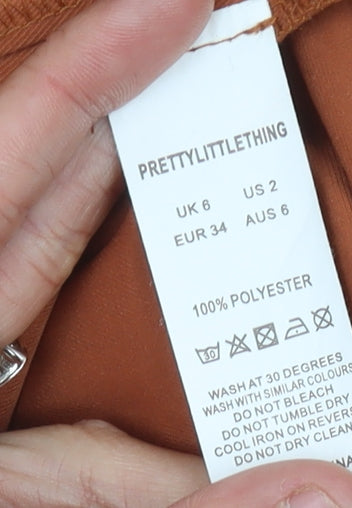 PRETTYLITTLETHING
UK 6 US 2
EUR 34 AUS 6
100% POLYESTER
30
WASH AT 30 DEGREES
WASH WITH SIMILAR COLOURS
DO NOT BLEACH
DO NOT TUMBLE DRY
COOL IRON ON REVERSE
DO NOT DRY CLEAN